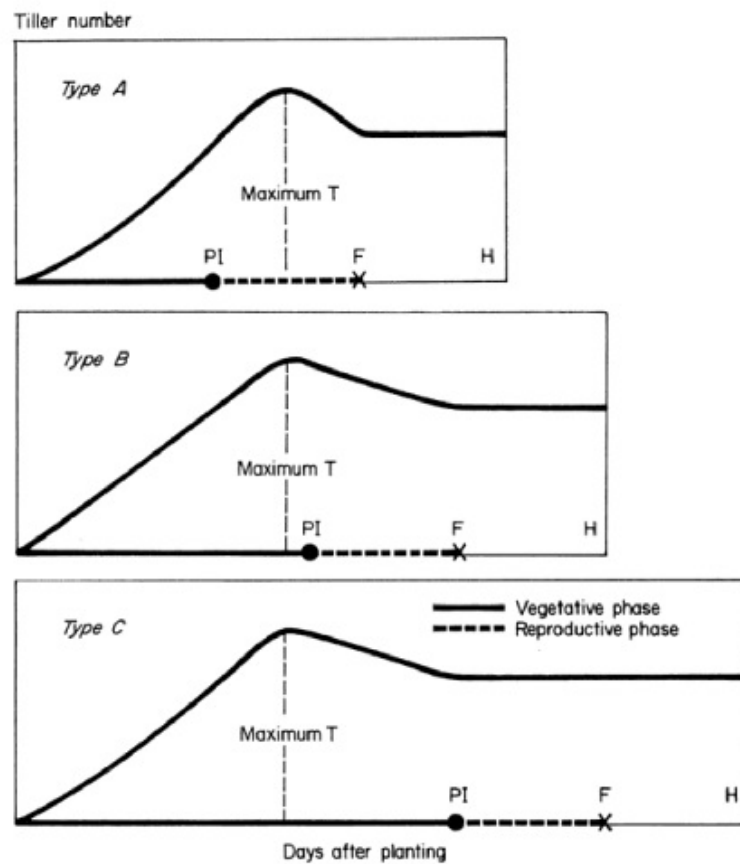 Tiller number
Type A
Maximum T
PI F H
Type B
Maximum T
PI F H
Type C
Vegetative phase
Reproductive phase
Maximum T
PI F H
Days after planting